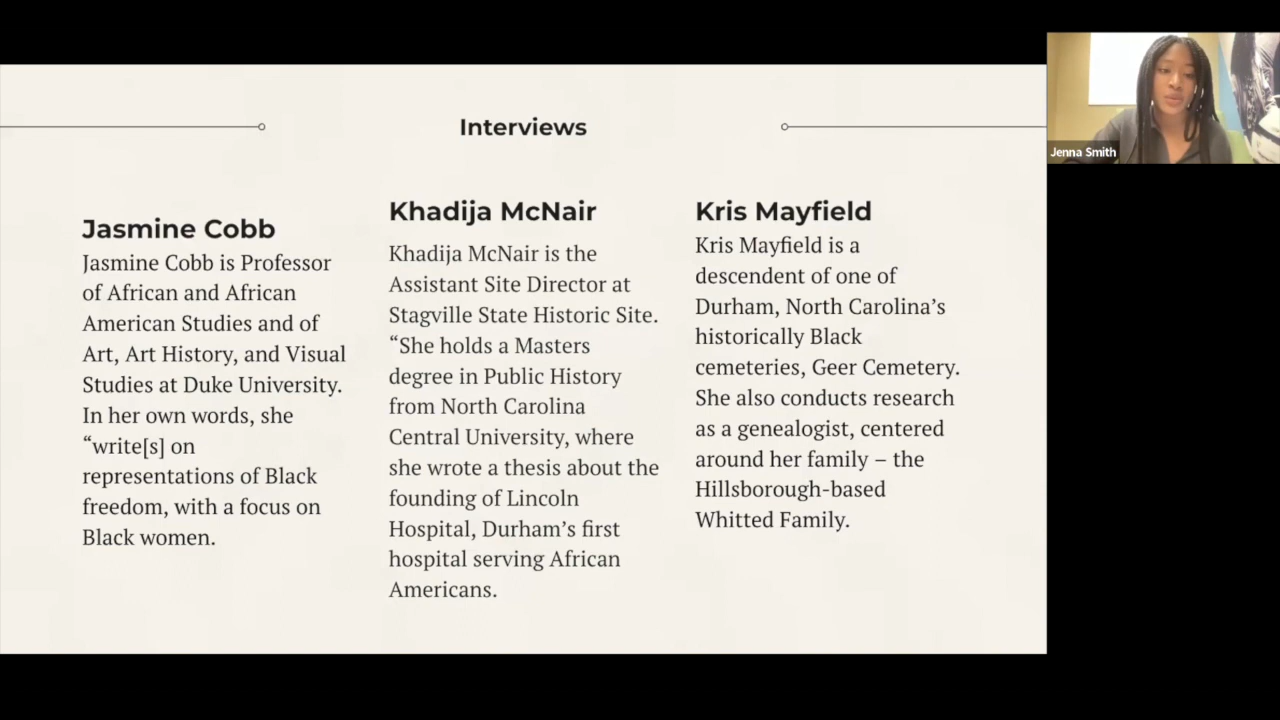 Interviews
Jasmine Cobb
Jasmine Cobb is Professor
of African and African
American Studies and of
Art, Art History, and Visual
Studies at Duke University.
In her own words, she
“write[s] on
representations of Black
freedom, with a focus on
Black women.
Khadija McNair
Khadija McNair is the
Assistant Site Director at
Stagville State Historic Site.
“She holds a Masters
degree in Public History
from North Carolina
Central University, where
she wrote a thesis about the
founding of Lincoln
Hospital, Durham’s first
hospital serving African
Americans.
Kris Mayfield
Kris Mayfield is a
descendent of one of
Durham, North Carolina’s
historically Black
cemeteries, Geer Cemetery.
She also conducts research
as a genealogist, centered
around her family – the
Hillsborough-based
Whitted Family.
Jenna Smith